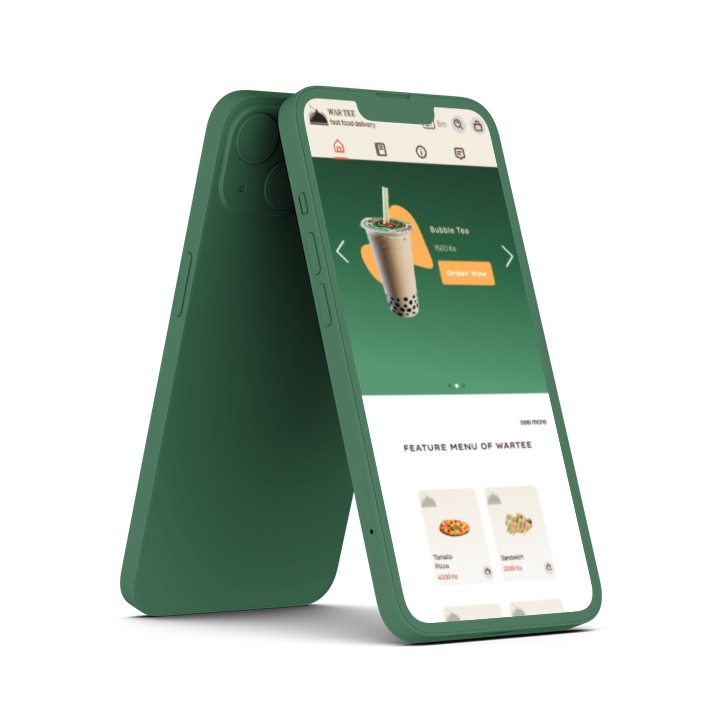 WAR TEE
fast food delivery
Bubble Tea
1500 Ks
Order Now
see more
FEATURE MENU OF WARTEE
Tomato
Pizza
4000 Ks
Sandwich
2000 Ks